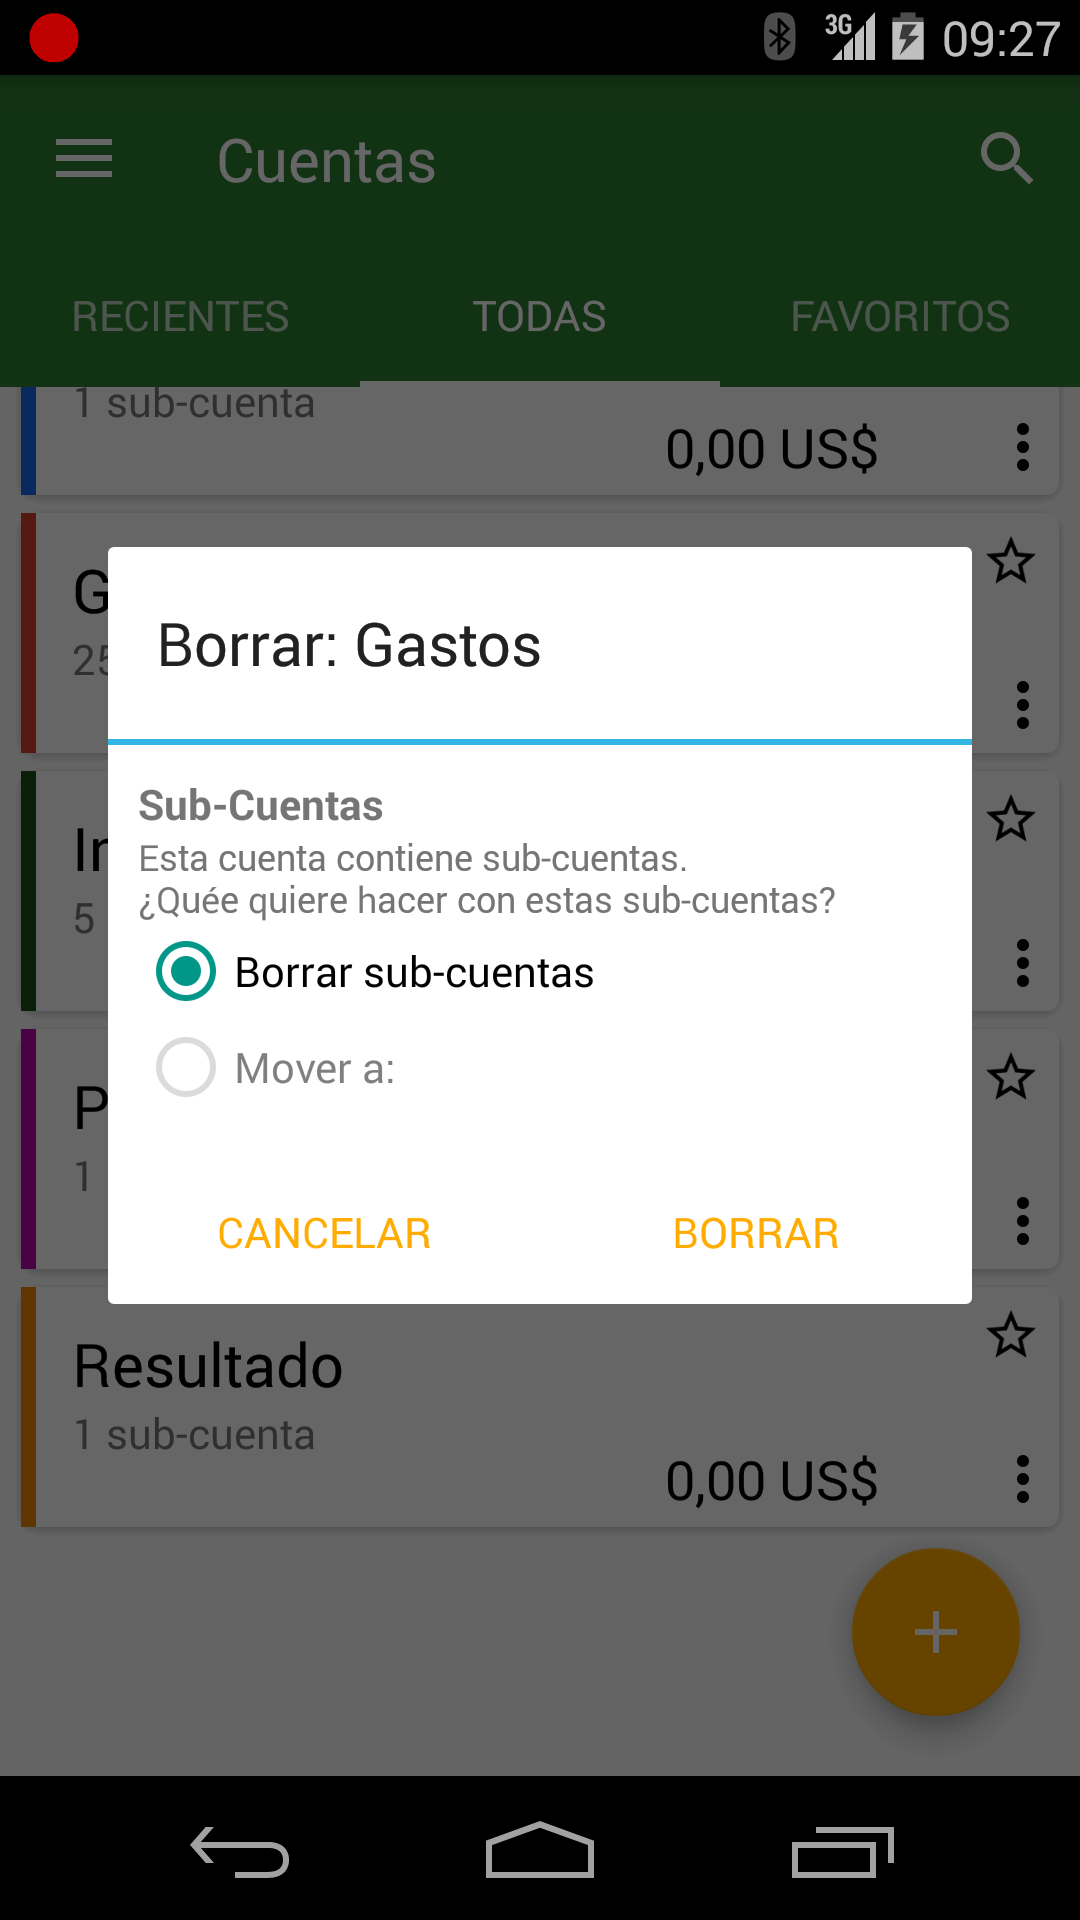 3G 09:27
Cuentas
RECIENTES TODAS FAVORITOS
1 sub-cuenta
0,00 US$
G
25
Borrar: Gastos
Sub-Cuentas
Esta cuenta contiene sub-cuentas.
¿Quée quiere hacer con estas sub-cuentas?
In
5
Borrar sub-cuentas
Mover a:
P
1
CANCELAR BORRAR
Resultado
1 sub-cuenta
0,00 US$